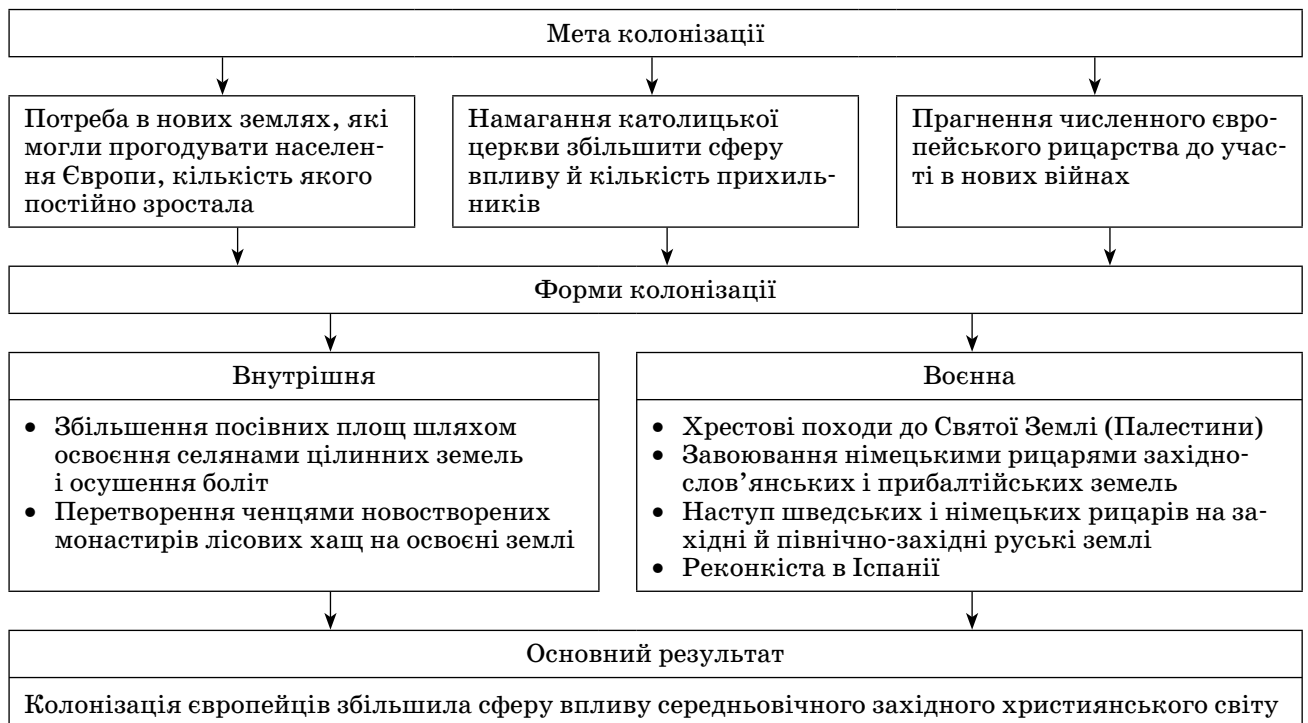 Мета колонізації
Потреба в нових землях, які
могли прогодувати населен-
ня Європи, кількість якого
постійно зростала
Намагання католицької
церкви збільшити сферу
впливу й кількість прихиль-
ників
Прагнення численного євро-
пейського рицарства до учас-
ті в нових війнах
Форми колонізації
Внутрішня
• Збільшення посівних площ шляхом
освоєння селянами цілинних земель
і осушення боліт
• Перетворення ченцями новостворених
монастирів лісових хащ на освоєні землі
Воєнна
• Хрестові походи до Святої Землі (Палестини)
• Завоювання німецькими рицарями західно-
слов’янських і прибалтійських земель
• Наступ шведських і німецьких рицарів на за-
хідні й північно-західні руські землі
• Реконкіста в Іспанії
Основний результат
Колонізація європейців збільшила сферу впливу середньовічного західного християнського світу